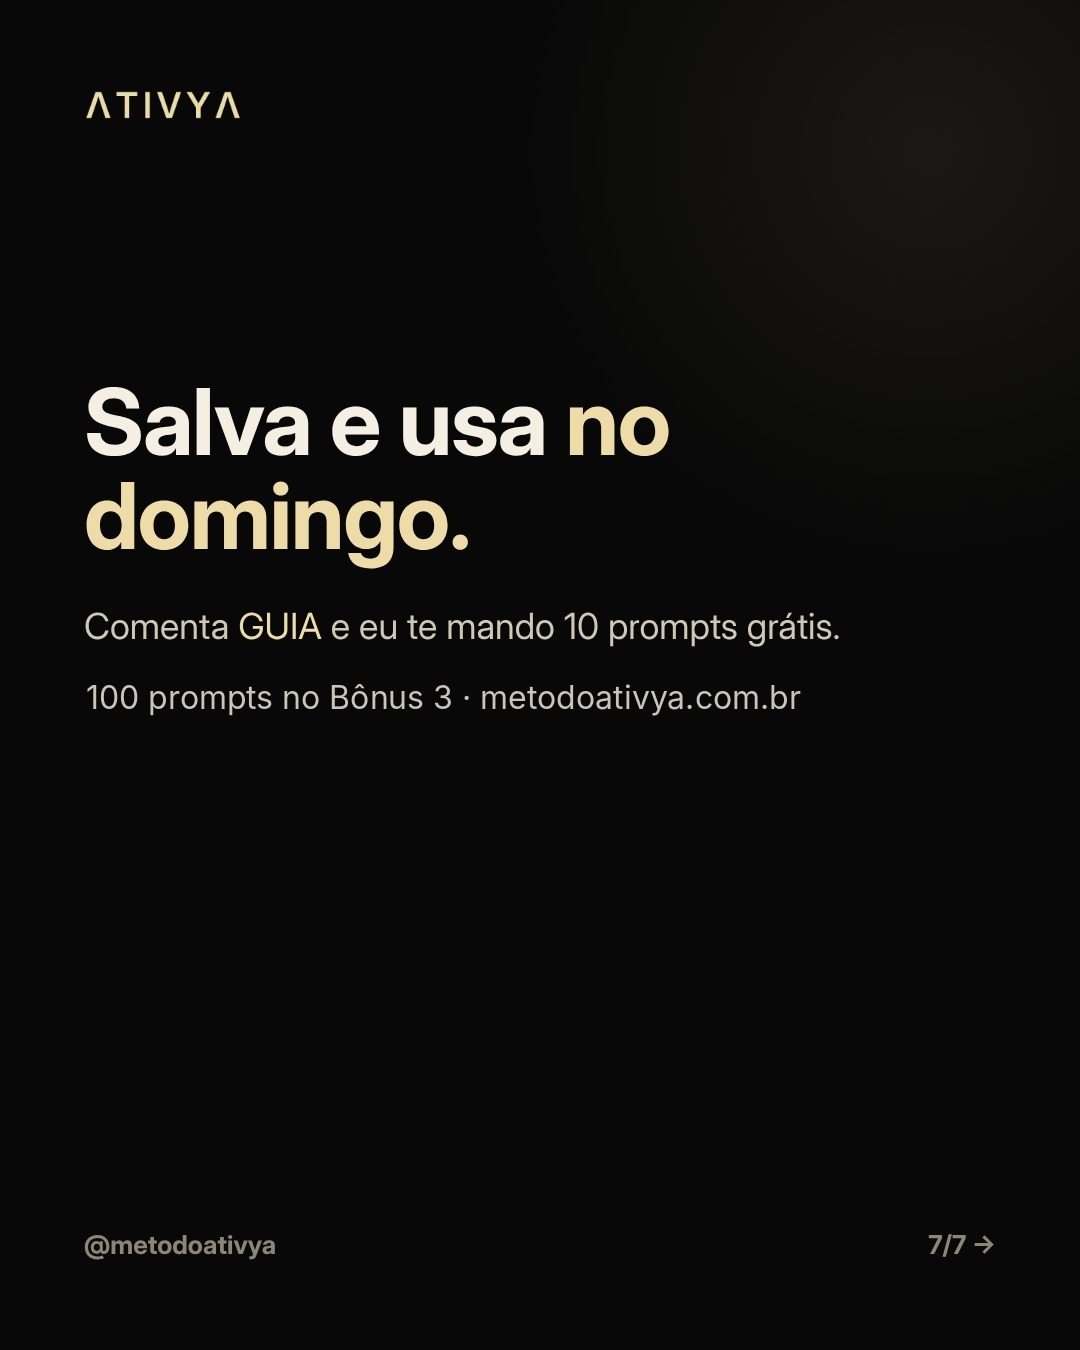 ATIVYA
Salva e usa no
domingo.
Comenta GUIA e eu te mando 10 prompts grátis.
100 prompts no Bônus 3 · metodoativya.com.br
@metodoativya
7/7 →